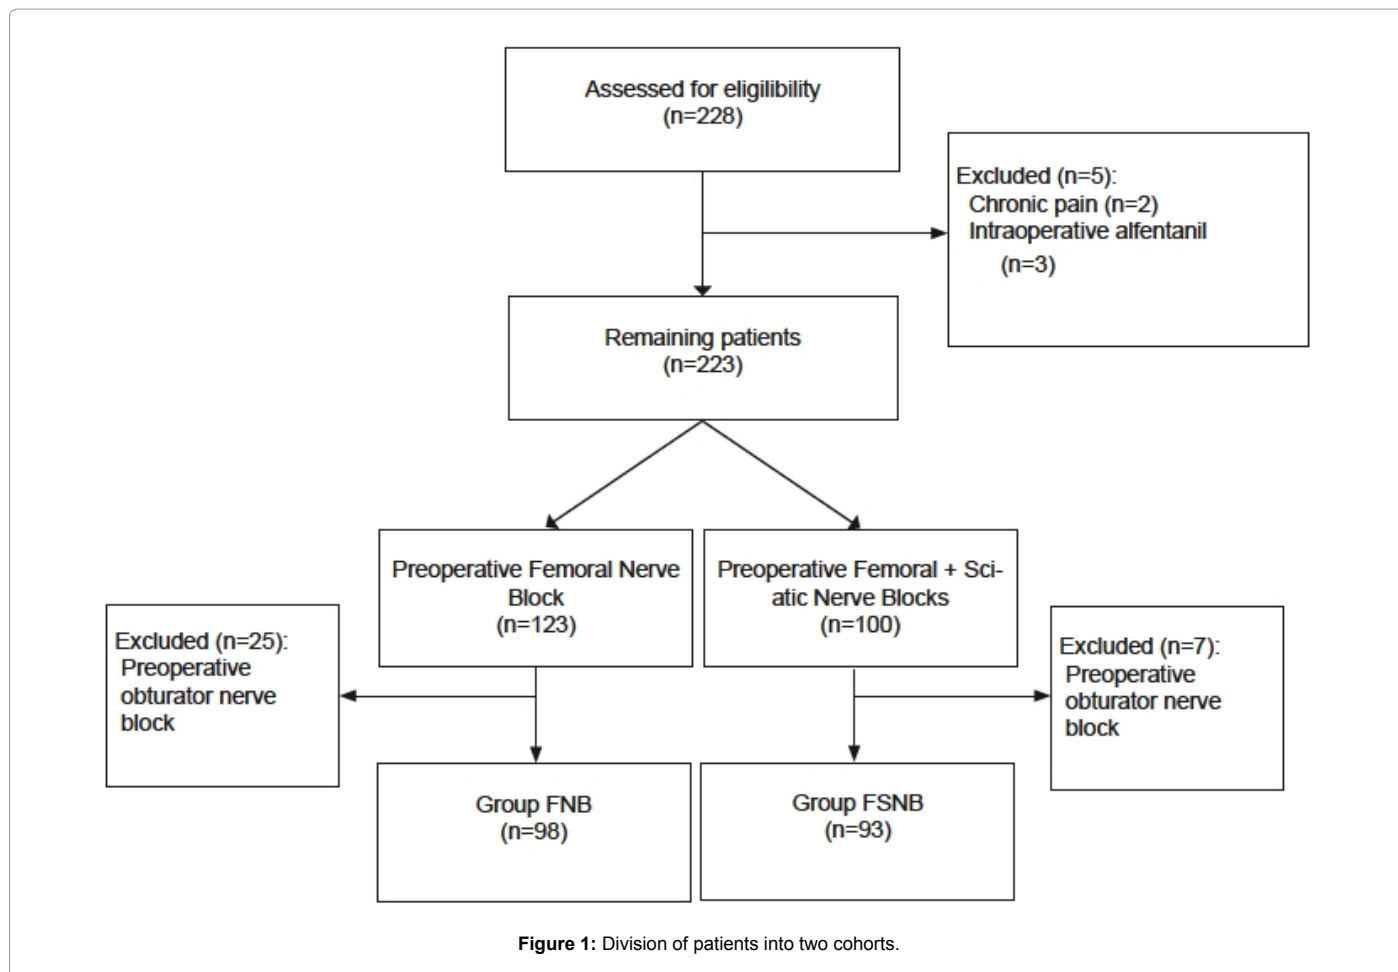 Assessed for eligilibility
(n=228)
Excluded (n=5):
Chronic pain (n=2)
Intraoperative alfentanil
(n=3)
Remaining patients
(n=223)
Preoperative Femoral Nerve
Block
(n=123)
Preoperative Femoral + Sci-
atic Nerve Blocks
(n=100)
Excluded (n=25):
Preoperative
obturator nerve
block
Excluded (n=7):
Preoperative
obturator nerve
block
Group FNB
(n=98)
Group FSNB
(n=93)
Figure 1: Division of patients into two cohorts.